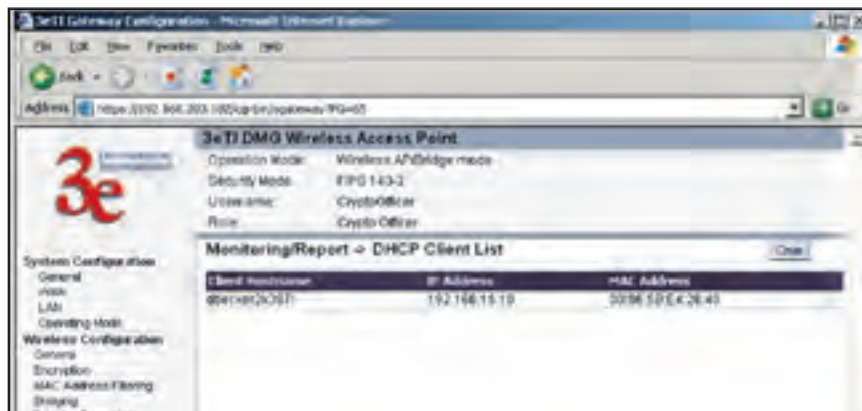 3eTI Gateway Configuration - Microsoft Internet Explorer
File Edit View Favorites Tools Help
Back
Address
Go
3e
3eTI DMG Wireless Access Point
Operation Mode: Wireless AP/Bridge mode
Security Mode: FIPS 140-2
Username: CryptoOfficer
Role: Crypto Officer
Monitoring/Report -> DHCP Client List
Client Hostname IP Address MAC Address
192.168.15.10
System Configuration
General
WAN
LAN
Operating Mode
Wireless Configuration
General
Encryption
MAC Address Filtering
Bridging